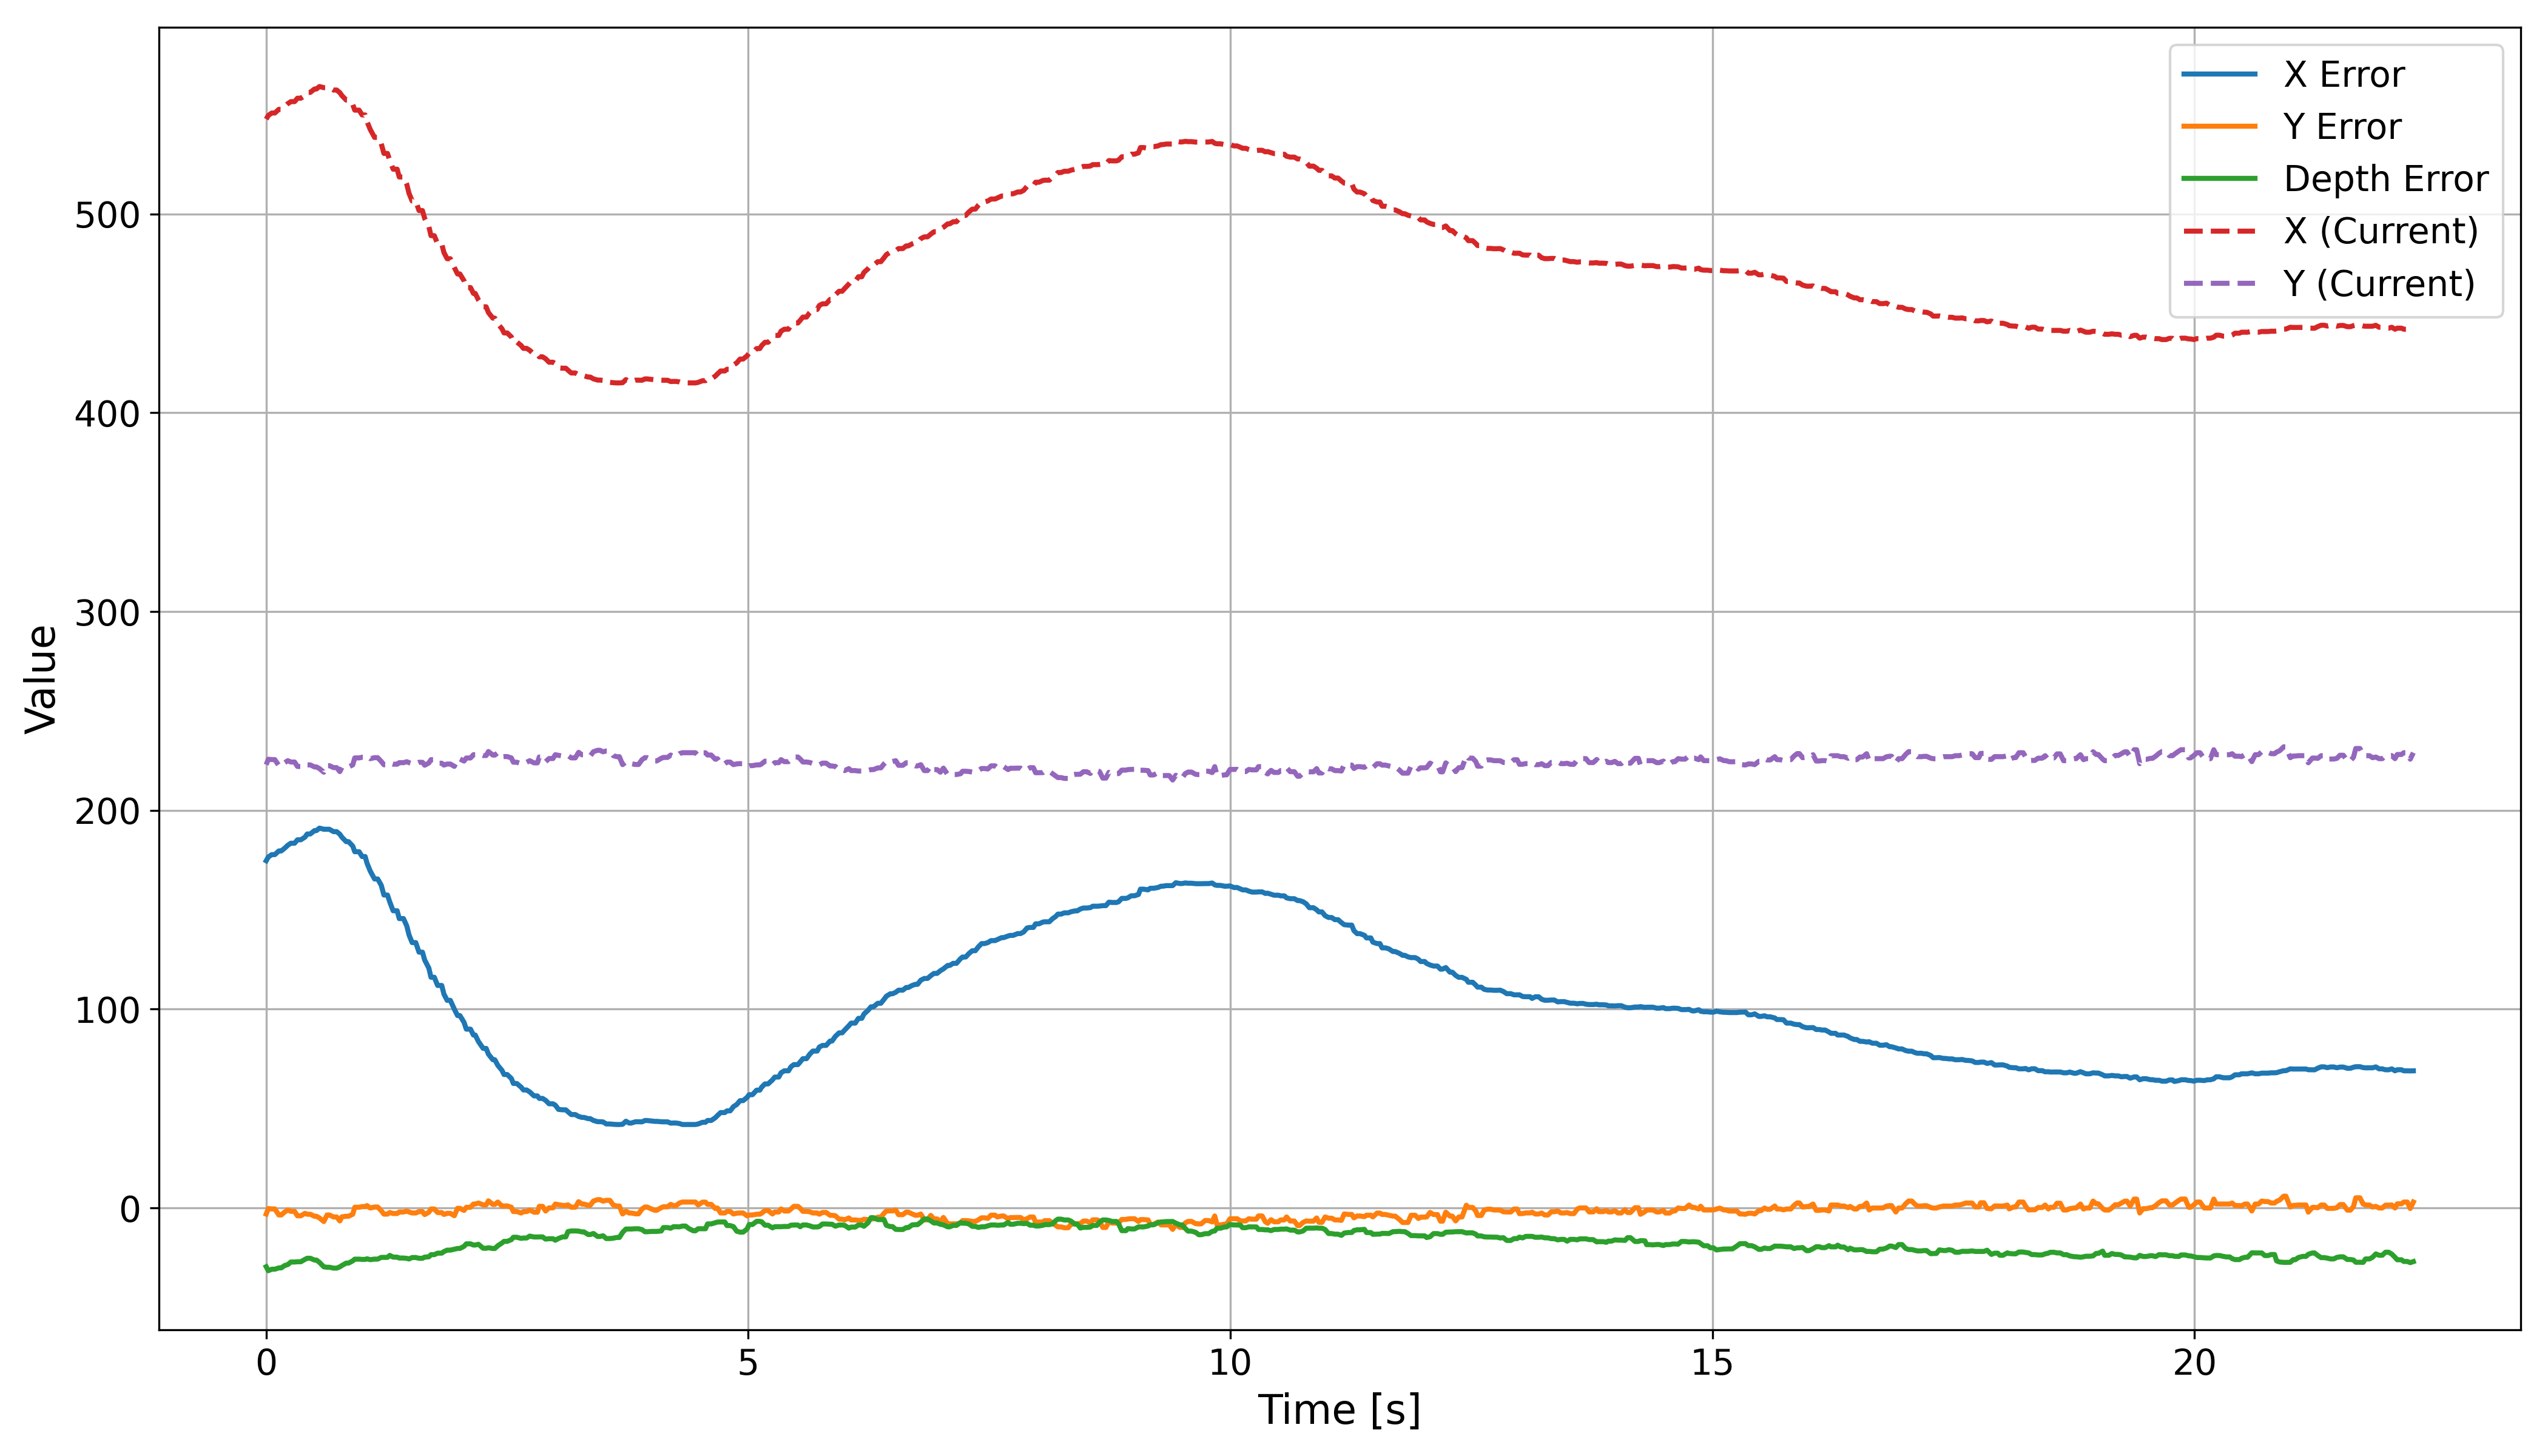 X Error
Y Error
Depth Error
X (Current)
Y (Current)
500
400
300
200
100
0
Value
0 5 10 15 20
Time [s]